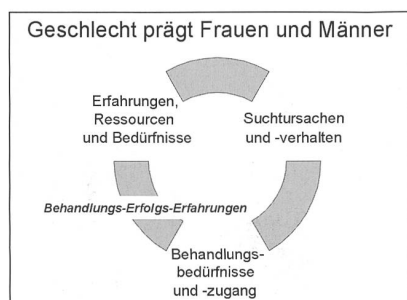 Geschlecht prägt Frauen und Männer
Erfahrungen,
Ressourcen
und Bedürfnisse
Suchtursachen
und -verhalten
Behandlungs-Erfolgs-Erfahrungen
Behandlungs-
bedürfnisse
und -zugang